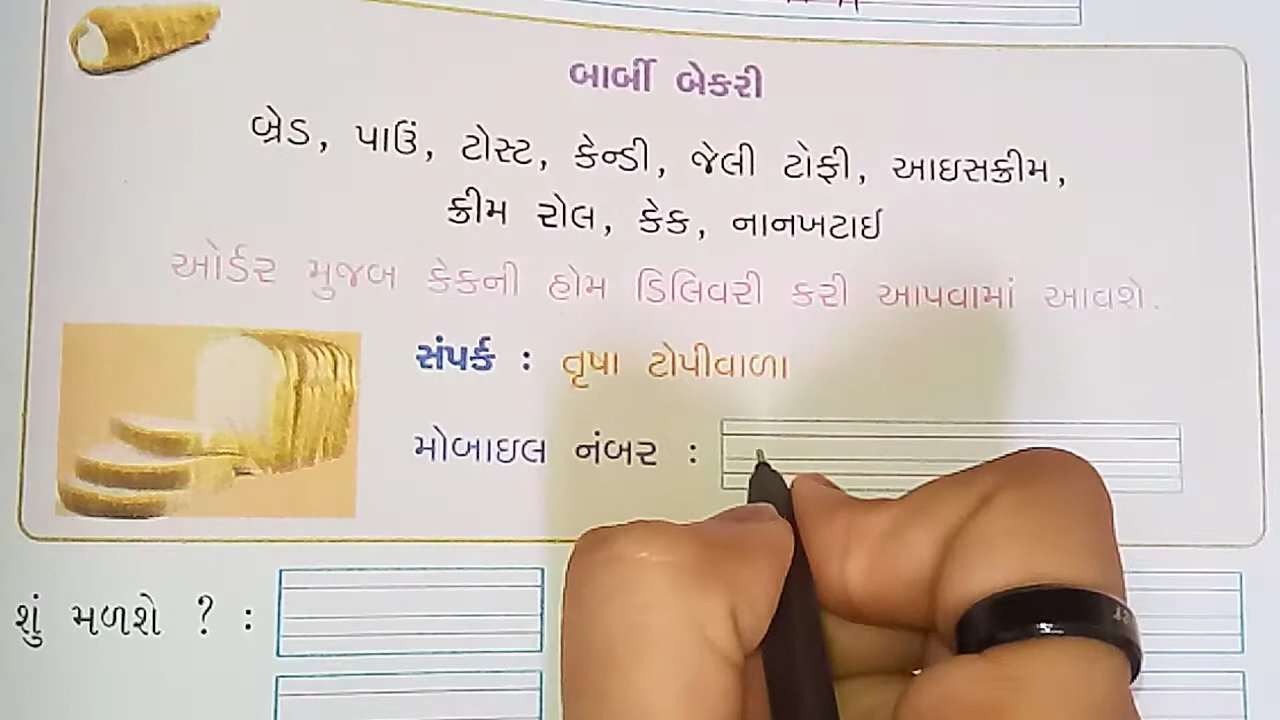 બાર્બી બેકરી
બ્રેડ, પાઉં, ટોસ્ટ, કેન્ડી, જેલી ટોફી, આઇસક્રીમ,
ક્રીમ રોલ, કેક, નાનખટાઈ
ઓર્ડર મુજબ કેકની હોમ ડિલિવરી કરી આપવામાં આવશે.
સંપર્ક : તૃષા ટોપીવાળા
મોબાઇલ નંબર :
શું મળશે ? :